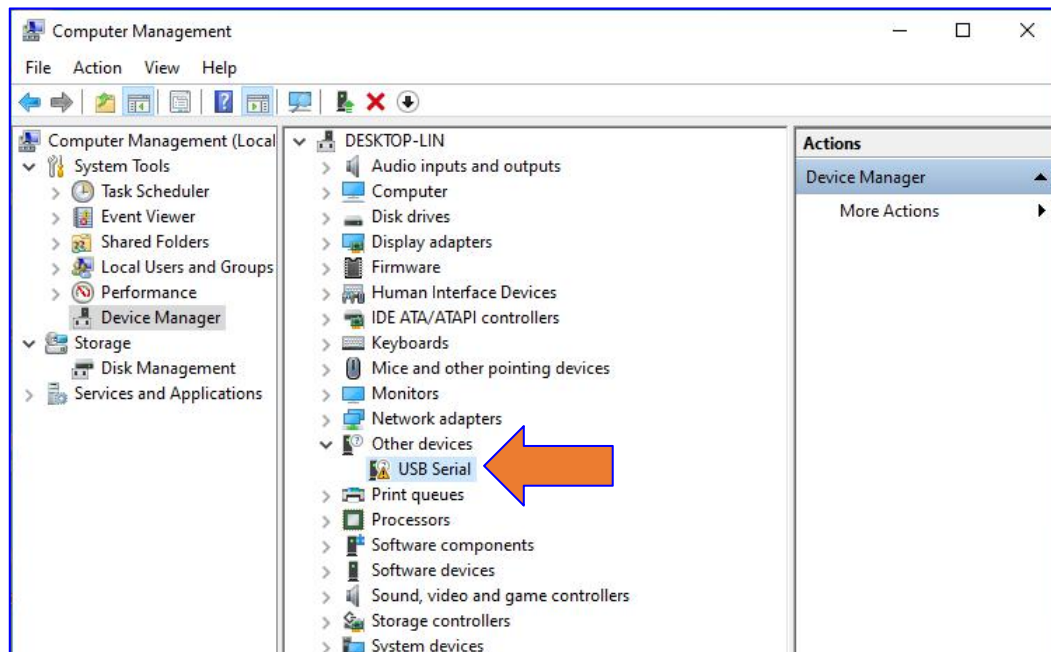 Computer Management
File Action View Help
Computer Management (Local
System Tools
Task Scheduler
Event Viewer
Shared Folders
Local Users and Groups
Performance
Device Manager
Storage
Disk Management
Services and Applications
DESKTOP-LIN
Audio inputs and outputs
Computer
Disk drives
Display adapters
Firmware
Human Interface Devices
IDE ATA/ATAPI controllers
Keyboards
Mice and other pointing devices
Monitors
Network adapters
Other devices
USB Serial
Print queues
Processors
Software components
Software devices
Sound, video and game controllers
Storage controllers
System devices
Actions
Device Manager
More Actions